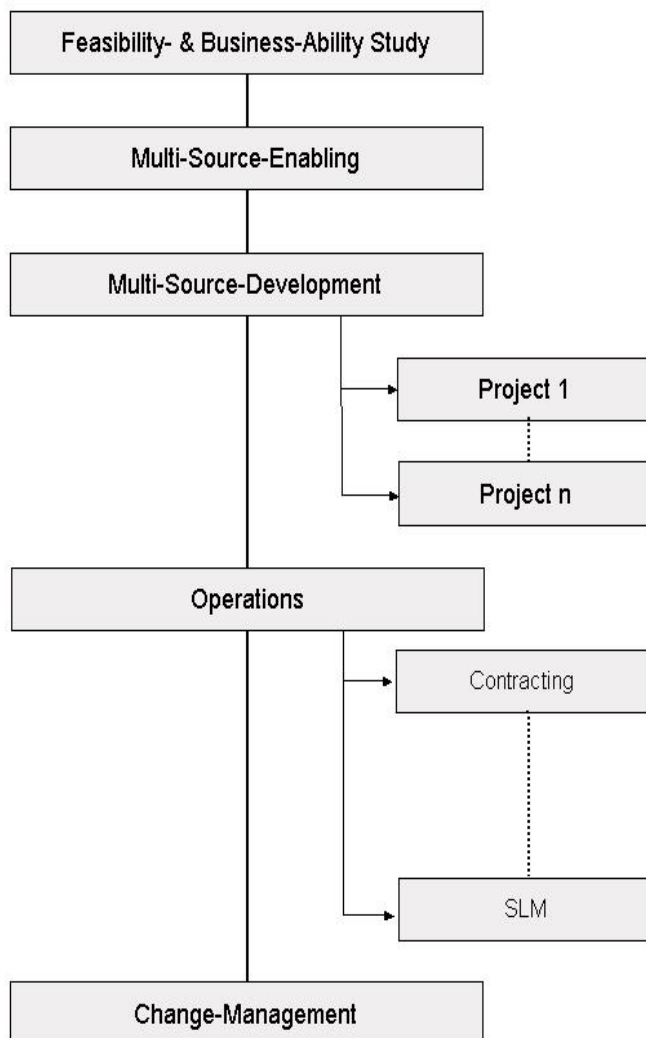 Feasibility- & Business-Ability Study
Multi-Source-Enabling
Multi-Source-Development
Project 1
Project n
Operations
Contracting
SLM
Change-Management